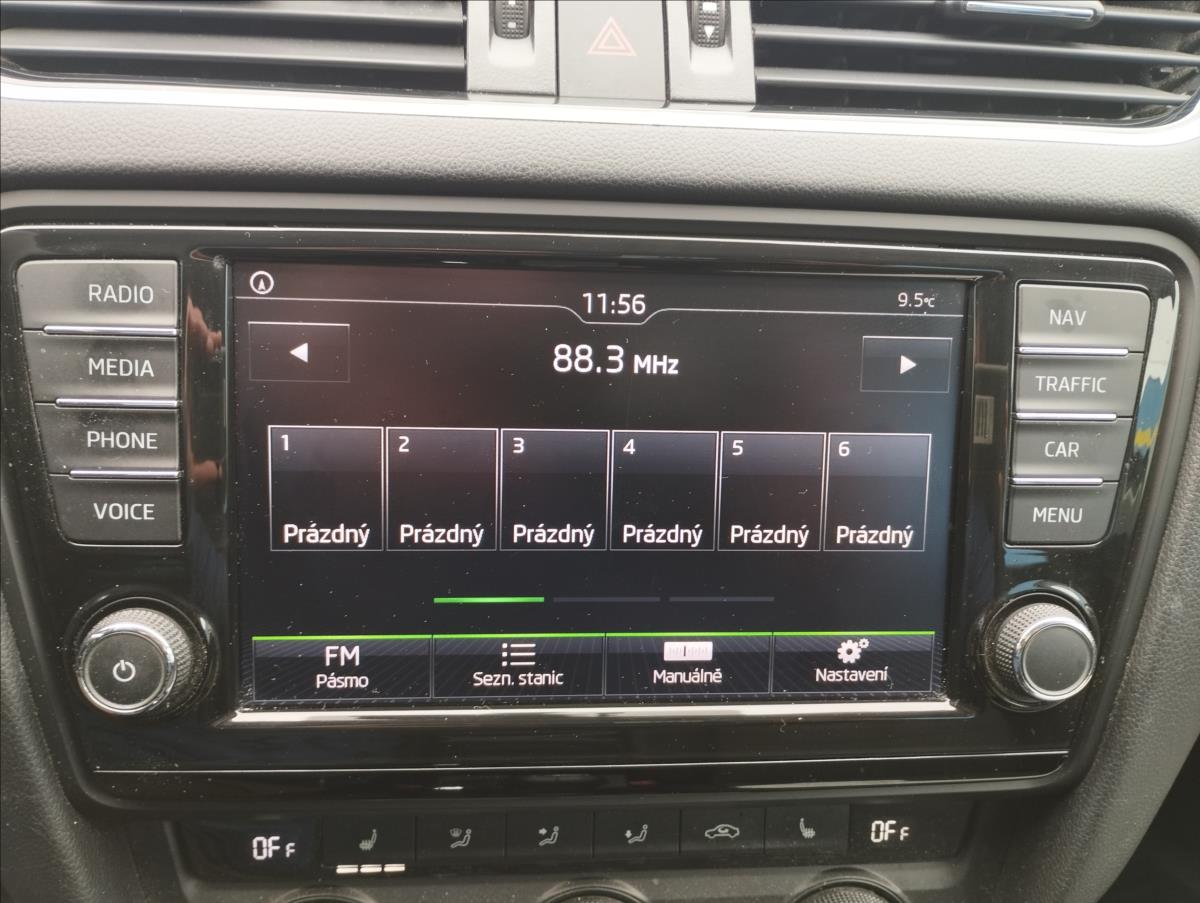 RADIO
MEDIA
PHONE
VOICE
11:56
9.5°C
88.3 MHz
1
2
3
4
5
6
Prázdný
Prázdný
Prázdný
Prázdný
Prázdný
Prázdný
FM
Pásmo
Sezn. stanic
Manuálně
Nastavení
NAV
TRAFFIC
CAR
MENU
OFF
OFF